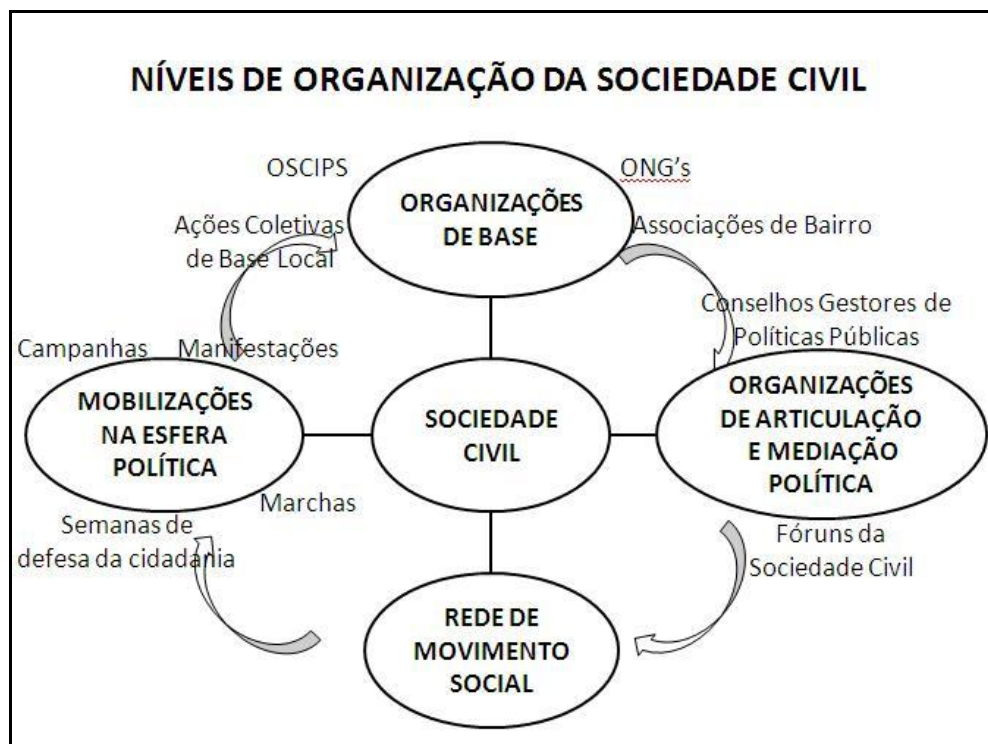 NÍVEIS DE ORGANIZAÇÃO DA SOCIEDADE CIVIL
OSCIPS
ONG's
ORGANIZAÇÕES
DE BASE
Ações Coletivas
de Base Local
Associações de Bairro
Conselhos Gestores de
Políticas Públicas
Campanhas
Manifestações
MOBILIZAÇÕES
NA ESFERA
POLÍTICA
SOCIEDADE
CIVIL
ORGANIZAÇÕES
DE ARTICULAÇÃO
E MEDIAÇÃO
POLÍTICA
Marchas
Semanas de
defesa da cidadania
Fóruns da
Sociedade Civil
REDE DE
MOVIMENTO
SOCIAL